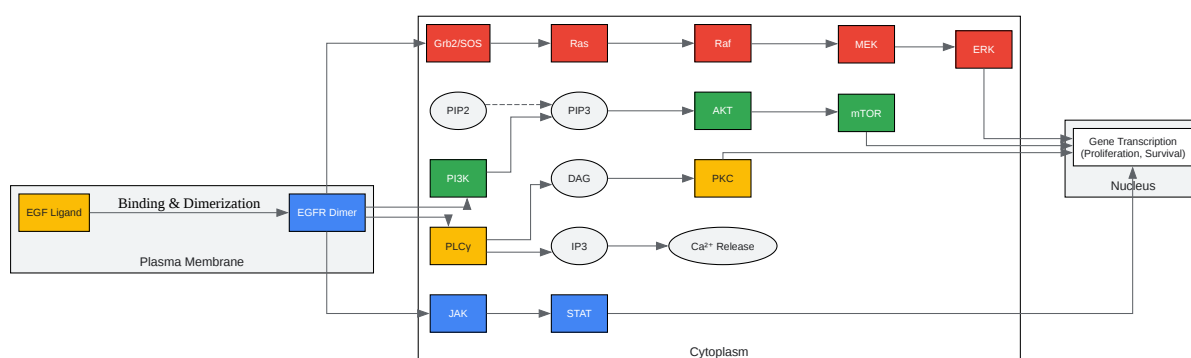 Grb2/SOS
Ras
Raf
MEK
ERK
PIP2
PIP3
AKT
mTOR
Gene Transcription
(Proliferation, Survival)
Nucleus
PI3K
DAG
PKC
EGF Ligand
Binding & Dimerization
EGFR Dimer
Plasma Membrane
PLCγ
IP3
Ca²⁺ Release
JAK
STAT
Cytoplasm